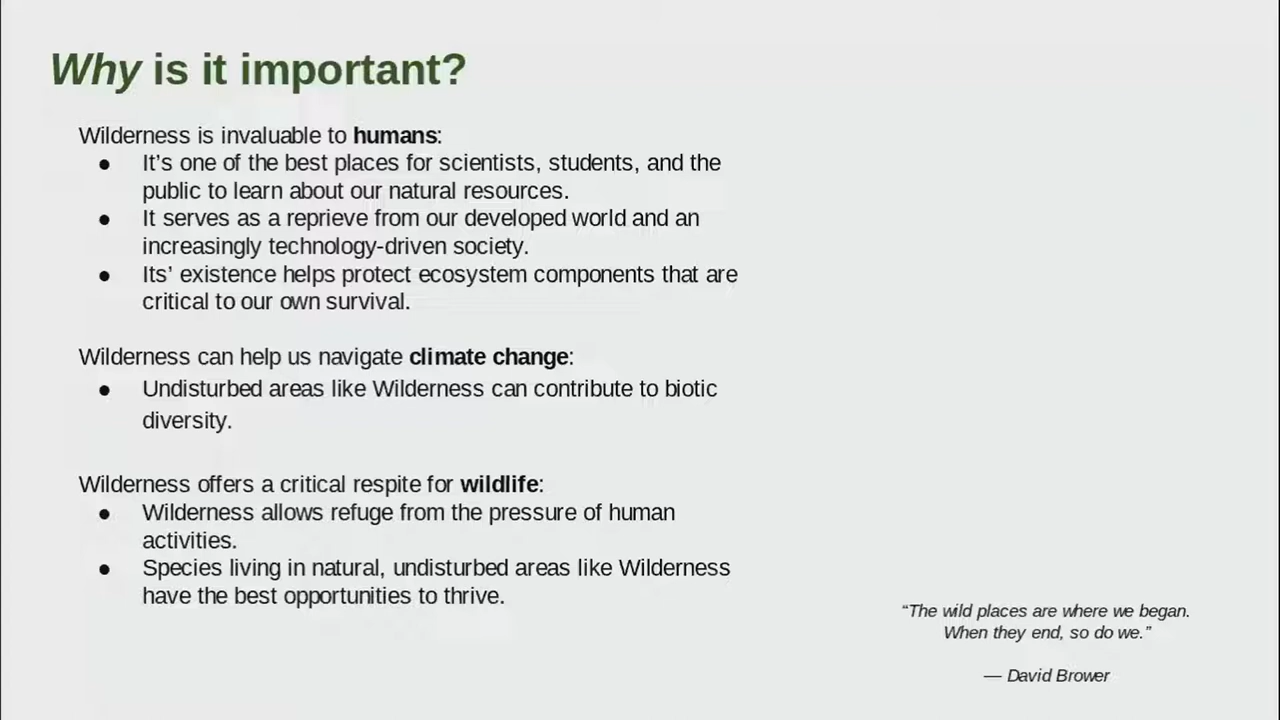 Why is it important?
Wilderness is invaluable to humans:
● It’s one of the best places for scientists, students, and the
public to learn about our natural resources.
● It serves as a reprieve from our developed world and an
increasingly technology-driven society.
● Its’ existence helps protect ecosystem components that are
critical to our own survival.
Wilderness can help us navigate climate change:
● Undisturbed areas like Wilderness can contribute to biotic
diversity.
Wilderness offers a critical respite for wildlife:
● Wilderness allows refuge from the pressure of human
activities.
● Species living in natural, undisturbed areas like Wilderness
have the best opportunities to thrive.
“The wild places are where we began.
When they end, so do we.”
— David Brower